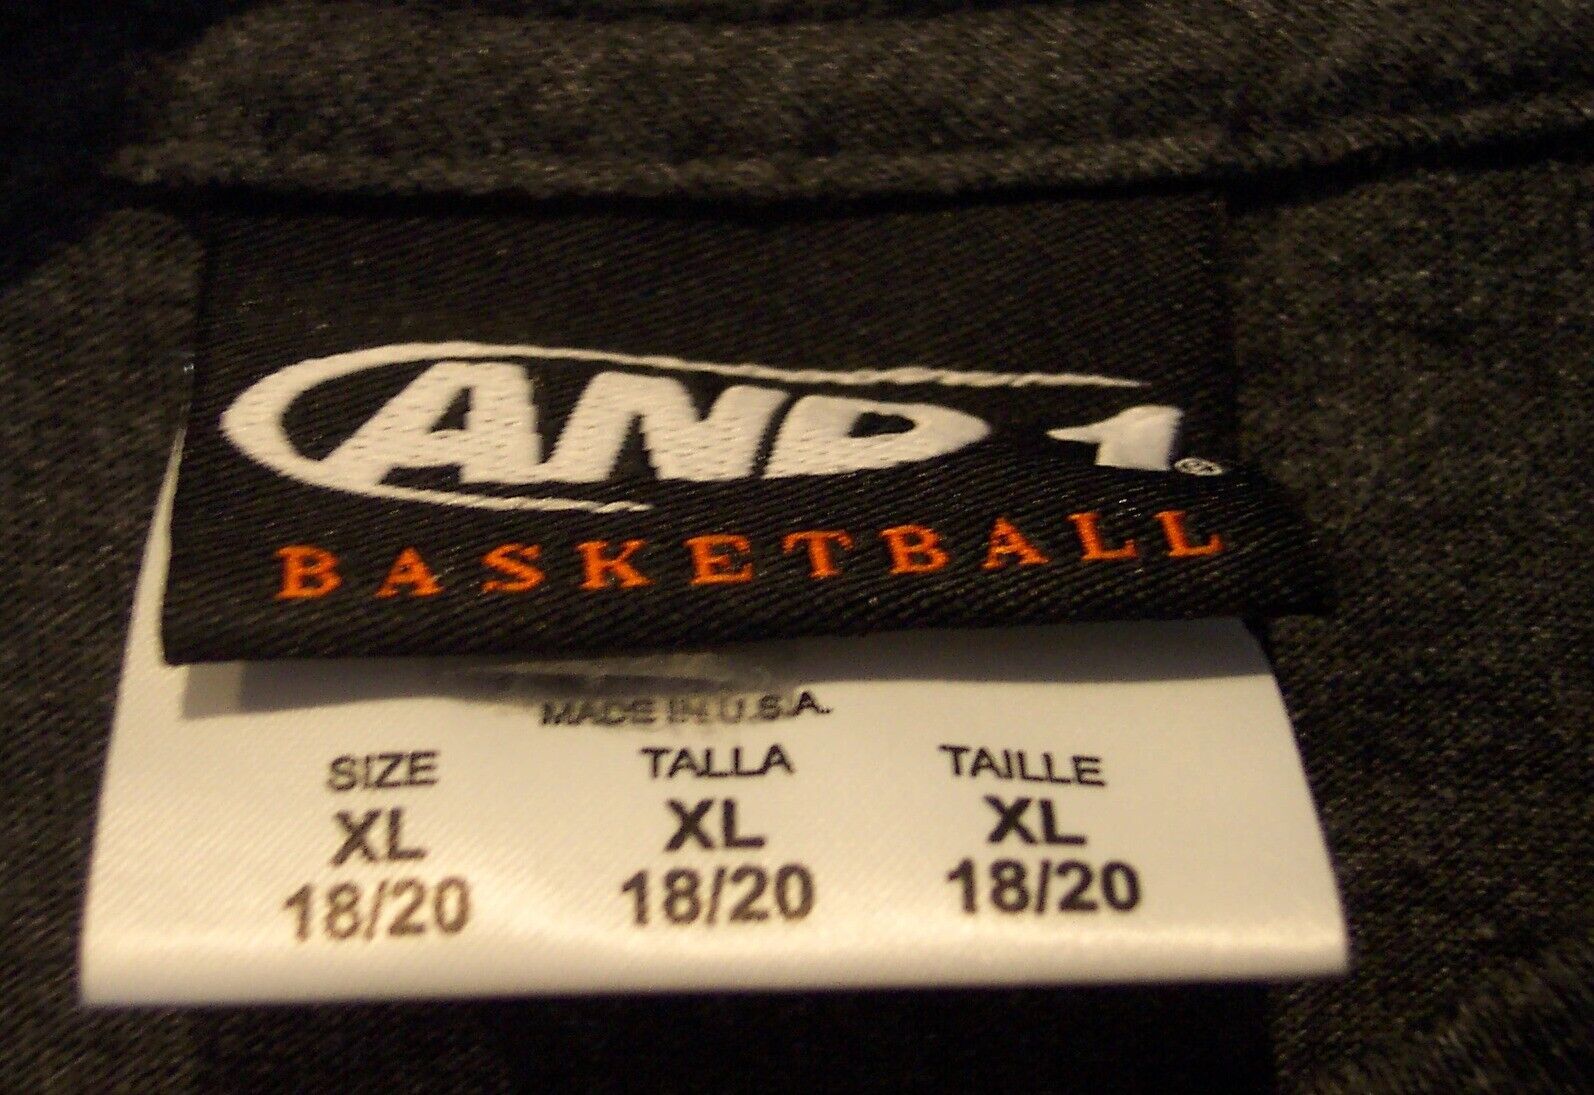 AND 1®
BASKETBALL
MADE IN U.S.A.
SIZE TALLA TAILLE
XL XL XL
18/20 18/20 18/20